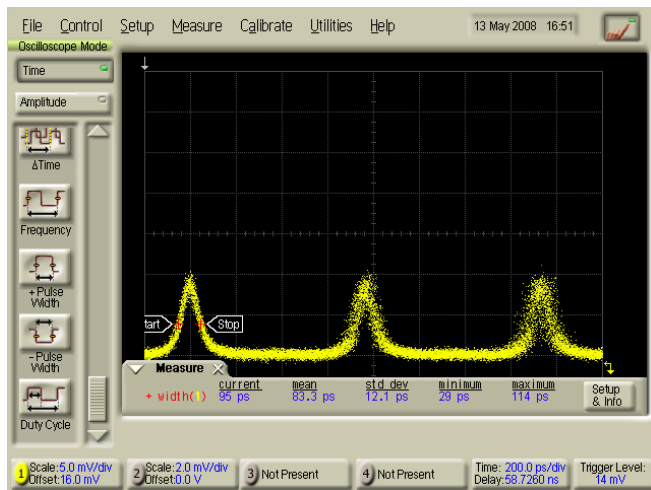 File Control Setup Measure Calibrate Utilities Help 13 May 2008 16:51
Oscilloscope Mode
Time
Amplitude
ΔTime
Frequency
+ Pulse
Width
- Pulse
Width
Duty Cycle
tart Stop
Measure
current mean std dev minimum maximum
+ width(1) 95 ps 83.3 ps 12.1 ps 29 ps 114 ps
Setup
& Info
1 Scale:5.0 mV/div
Offset:16.0 mV
2 Scale:2.0 mV/div
Offset:0.0 V
3 Not Present
4 Not Present
Time: 200.0 ps/div
Delay:58.7260 ns
Trigger Level:
14 mV